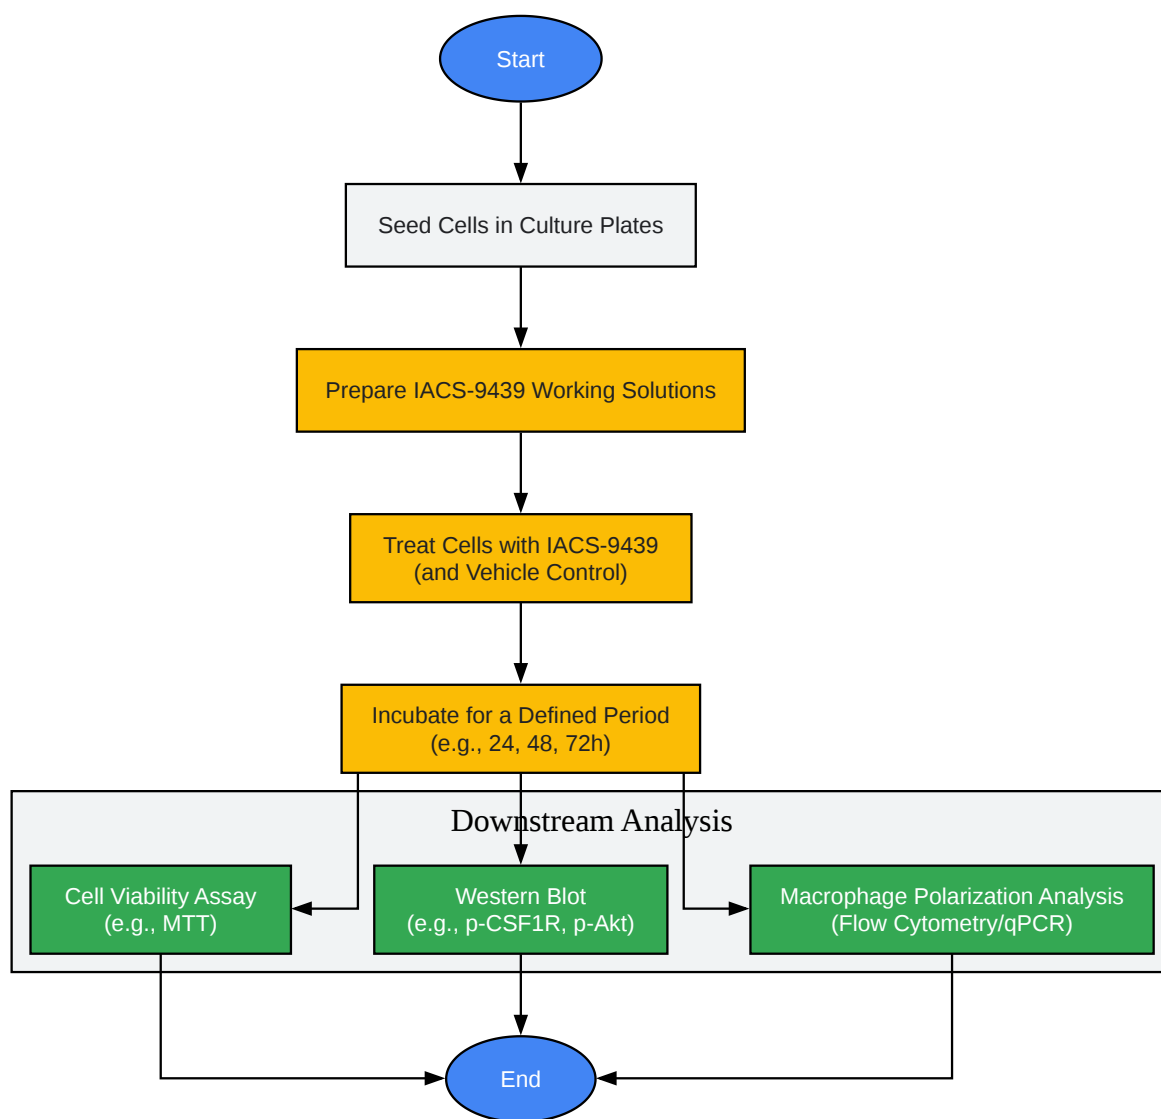 Start
Seed Cells in Culture Plates
Prepare IACS-9439 Working Solutions
Treat Cells with IACS-9439
(and Vehicle Control)
Incubate for a Defined Period
(e.g., 24, 48, 72h)
Downstream Analysis
Cell Viability Assay
(e.g., MTT)
Western Blot
(e.g., p-CSF1R, p-Akt)
Macrophage Polarization Analysis
(Flow Cytometry/qPCR)
End